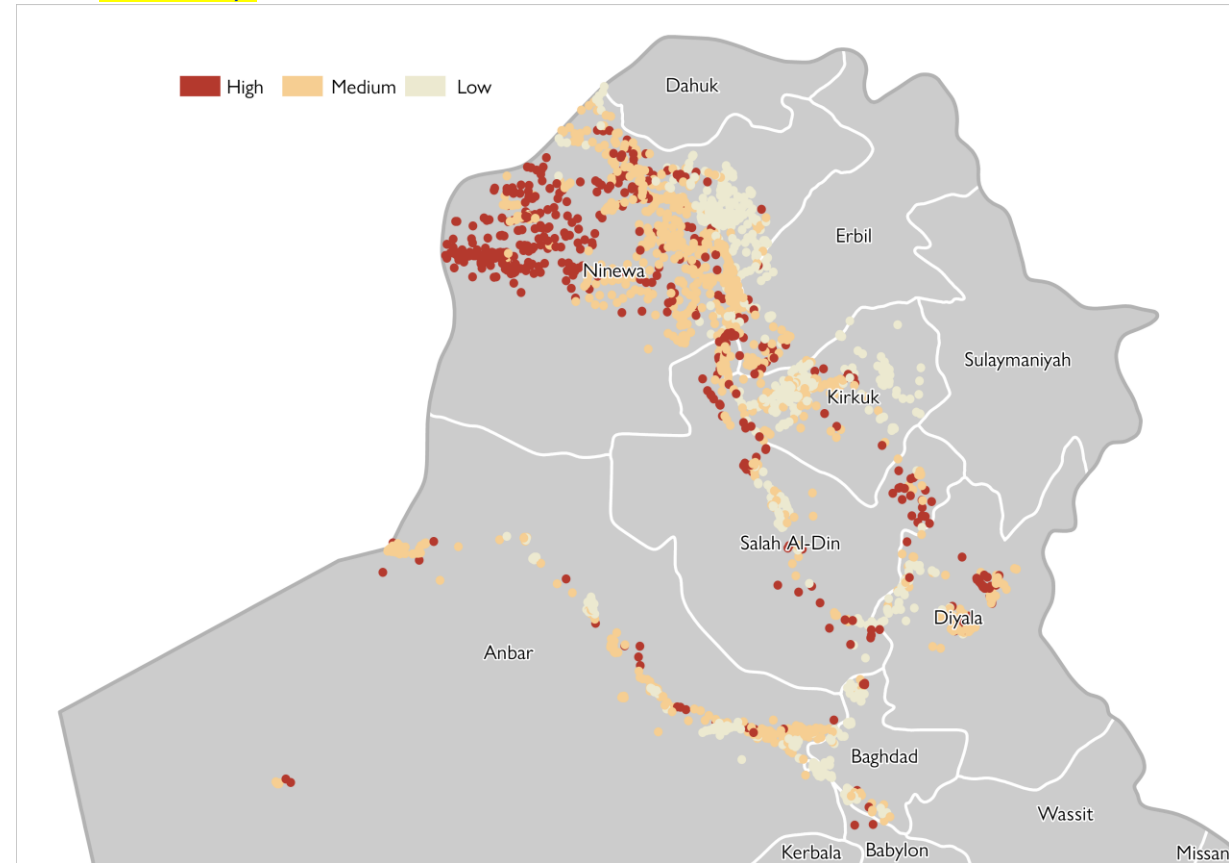 High Medium Low
Dahuk
Erbil
Ninewa
Sulaymaniyah
Kirkuk
Salah Al-Din
Diyala
Anbar
Baghdad
Wassit
Kerbala
Babylon
Missan